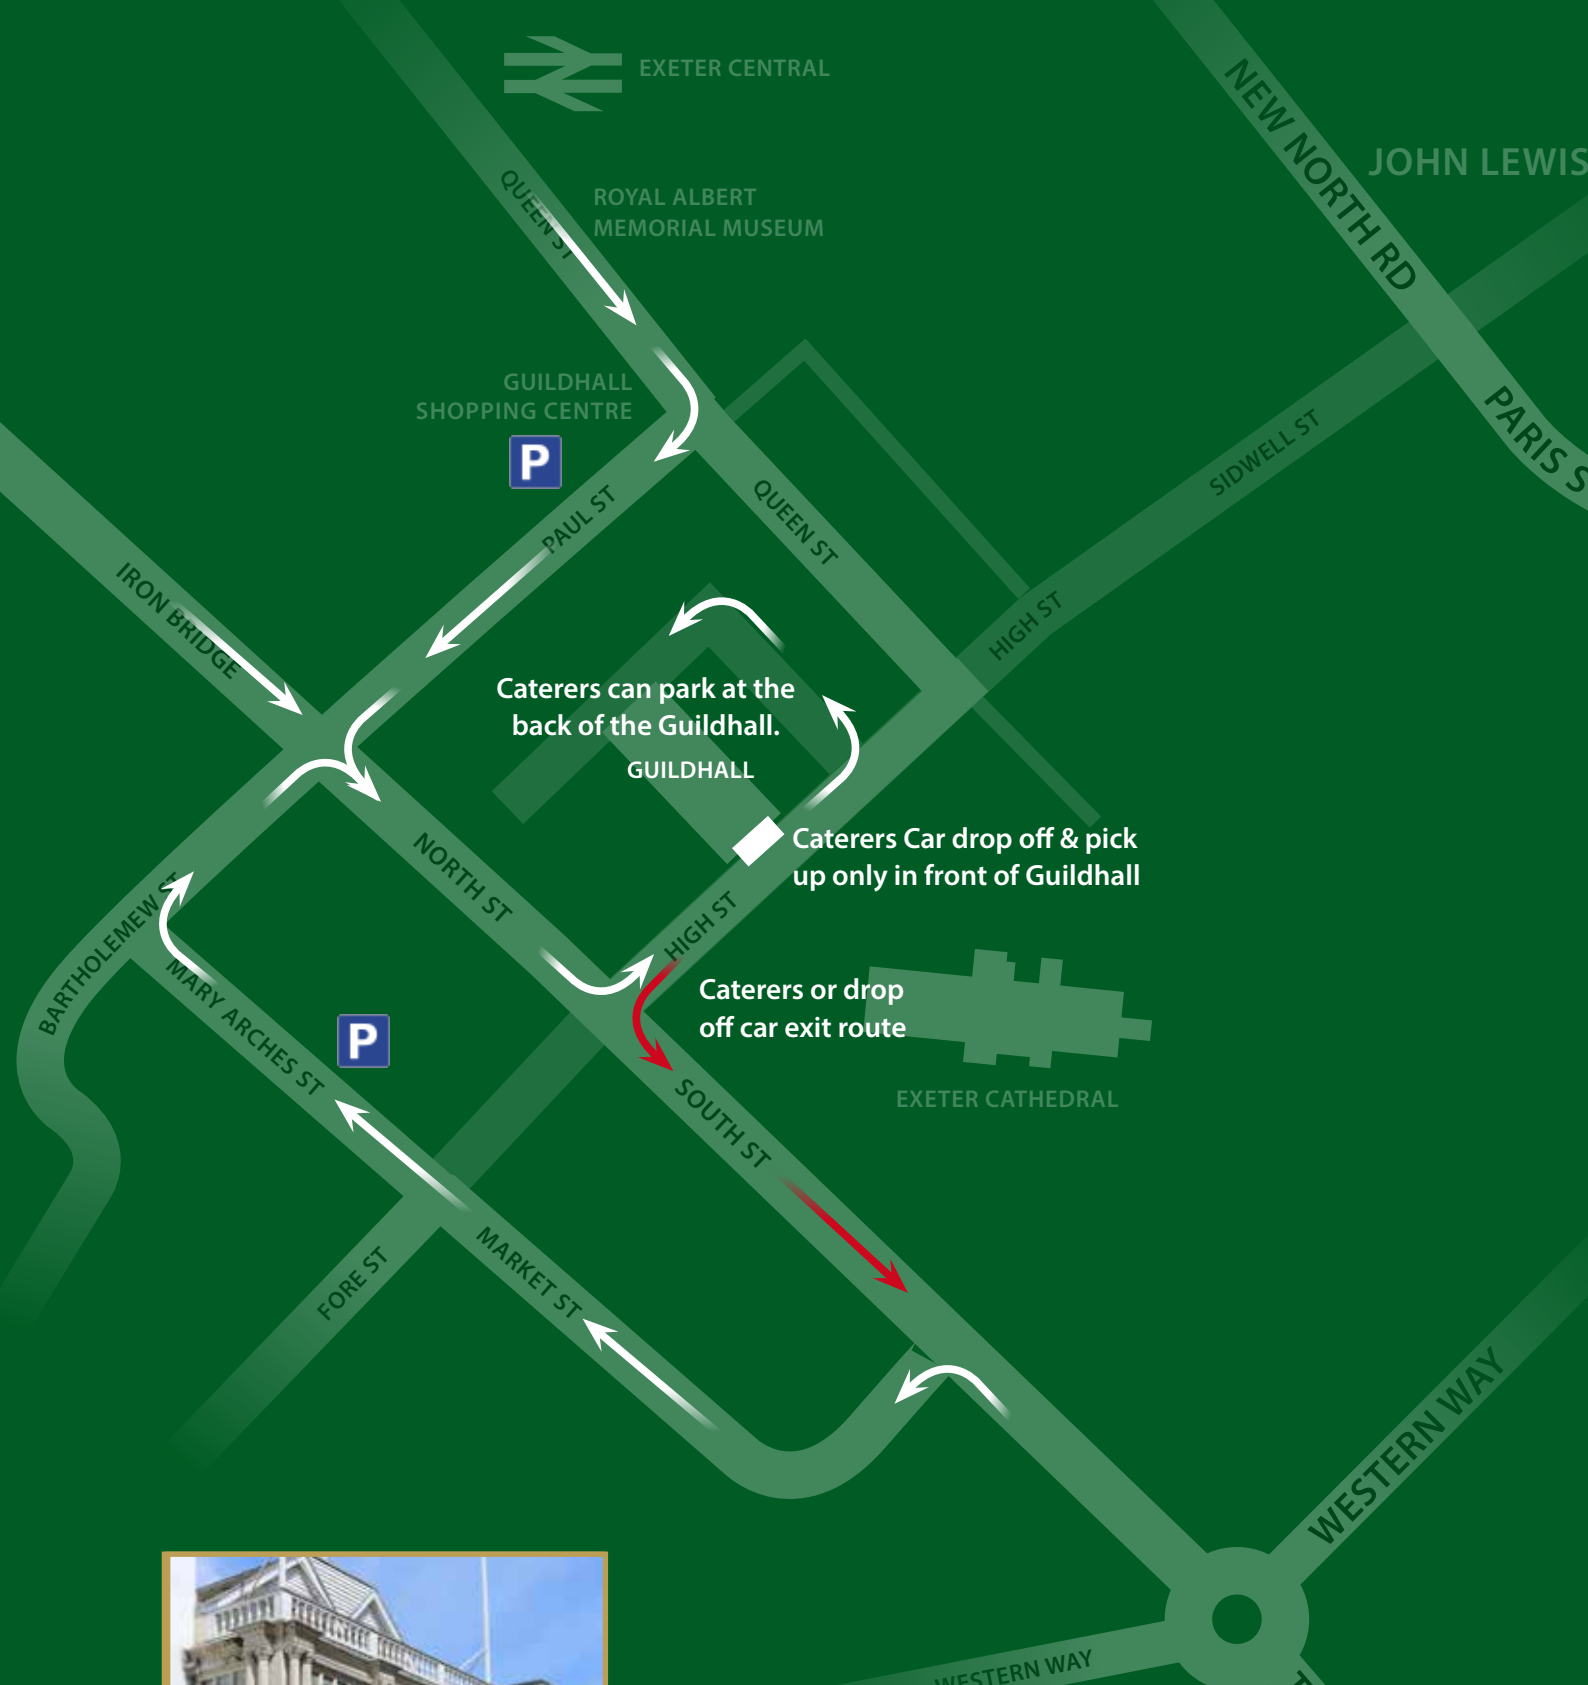 EXETER CENTRAL
NEW NORTH RD
JOHN LEWIS
QUEEN ST
ROYAL ALBERT
MEMORIAL MUSEUM
GUILDHALL
SHOPPING CENTRE
P
PARIS S
SIDWELL ST
QUEEN ST
PAUL ST
IRON BRIDGE
HIGH ST
Caterers can park at the
back of the Guildhall.
GUILDHALL
Caterers Car drop off & pick
up only in front of Guildhall
NORTH ST
HIGH ST
BARTHOLEMEW ST
MARY ARCHES ST
P
Caterers or drop
off car exit route
EXETER CATHEDRAL
SOUTH ST
MARKET ST
FORE ST
WESTERN WAY
WESTERN WAY